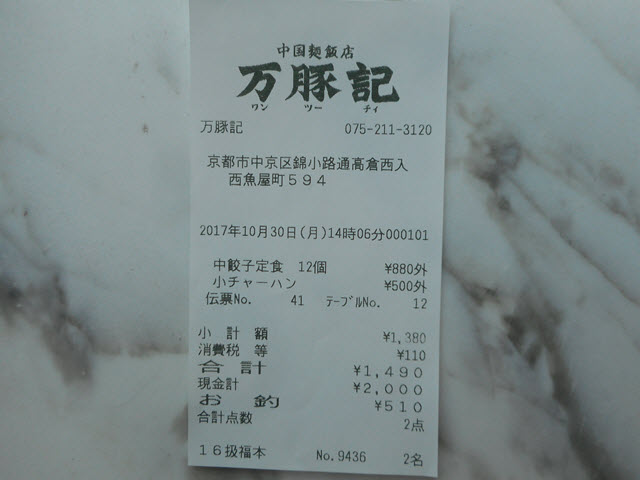 中国麺飯店
万豚記
ワン ツー チィ
万豚記 075-211-3120
京都市中京区錦小路通高倉西入
西魚屋町594
2017年10月30日(月)14時06分000101
中餃子定食 12個 ¥880外
小チャーハン ¥500外
伝票No. 41 テーブルNo. 12
小計額 ¥1,380
消費税等 ¥110
合計 ¥1,490
現金計 ¥2,000
お釣 ¥510
合計点数 2点
16扱福本 No.9436 2名